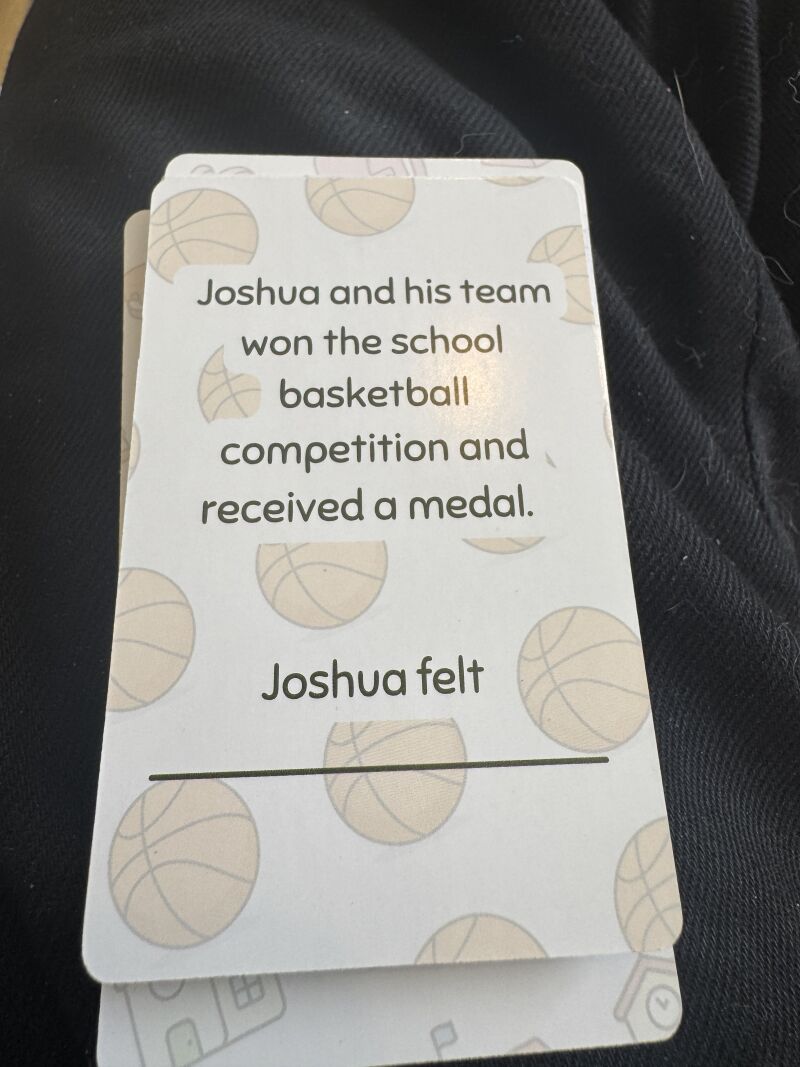 Joshua and his team
won the school
basketball
competition and
received a medal.
Joshua felt